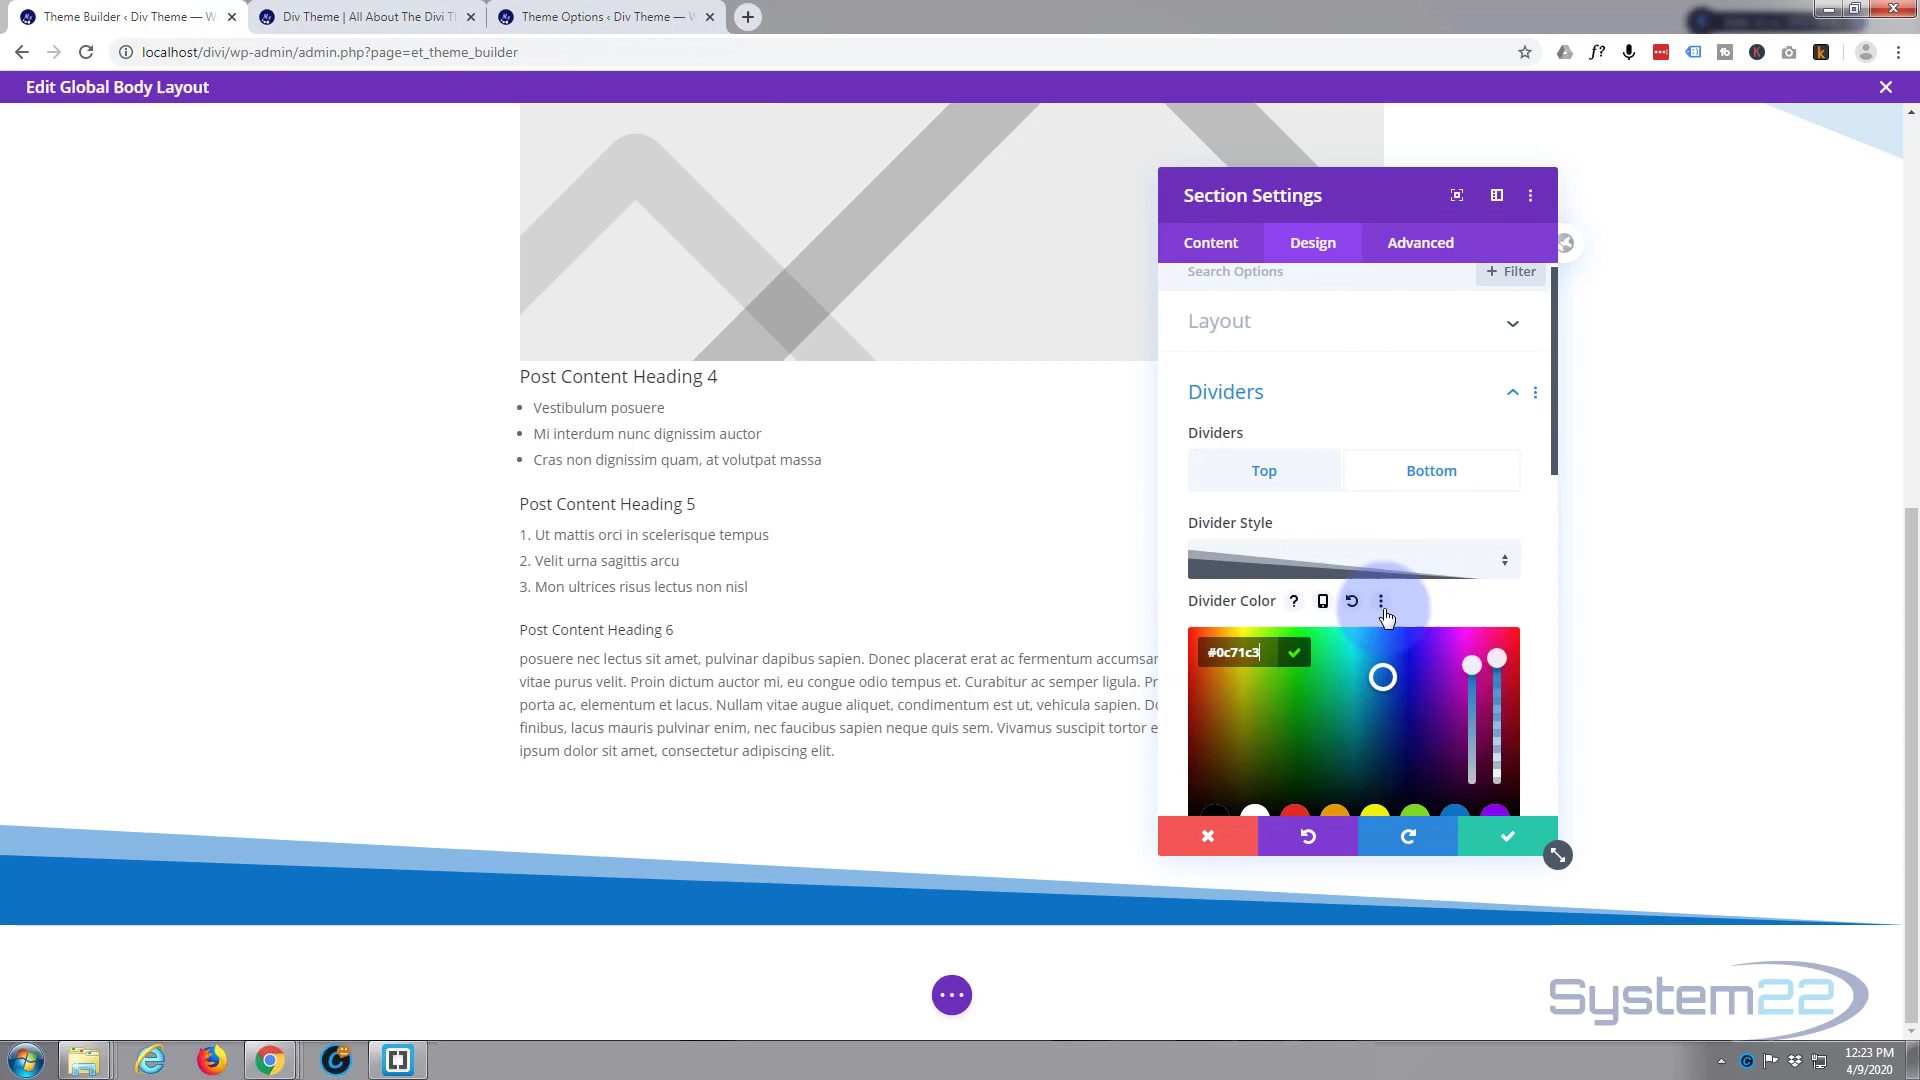 Theme Builder ‹ Div Theme — W
Div Theme | All About The Divi Th
Theme Options ‹ Div Theme — W
localhost/divi/wp-admin/admin.php?page=et_theme_builder
Edit Global Body Layout
Section Settings
Content
Design
Advanced
Search Options
+ Filter
Layout
Dividers
Dividers
Top
Bottom
Divider Style
Divider Color
#0c71c3
Post Content Heading 4
Vestibulum posuere
Mi interdum nunc dignissim auctor
Cras non dignissim quam, at volutpat massa
Post Content Heading 5
1. Ut mattis orci in scelerisque tempus
2. Velit urna sagittis arcu
3. Mon ultrices risus lectus non nisl
Post Content Heading 6
posuere nec lectus sit amet, pulvinar dapibus sapien. Donec placerat erat ac fermentum accumsan
vitae purus velit. Proin dictum auctor mi, eu congue odio tempus et. Curabitur ac semper ligula. Pr
porta ac, elementum et lacus. Nullam vitae augue aliquet, condimentum est ut, vehicula sapien. Do
finibus, lacus mauris pulvinar enim, nec faucibus sapien neque quis sem. Vivamus suscipit tortor e
ipsum dolor sit amet, consectetur adipiscing elit.
System22
12:23 PM
4/9/2020